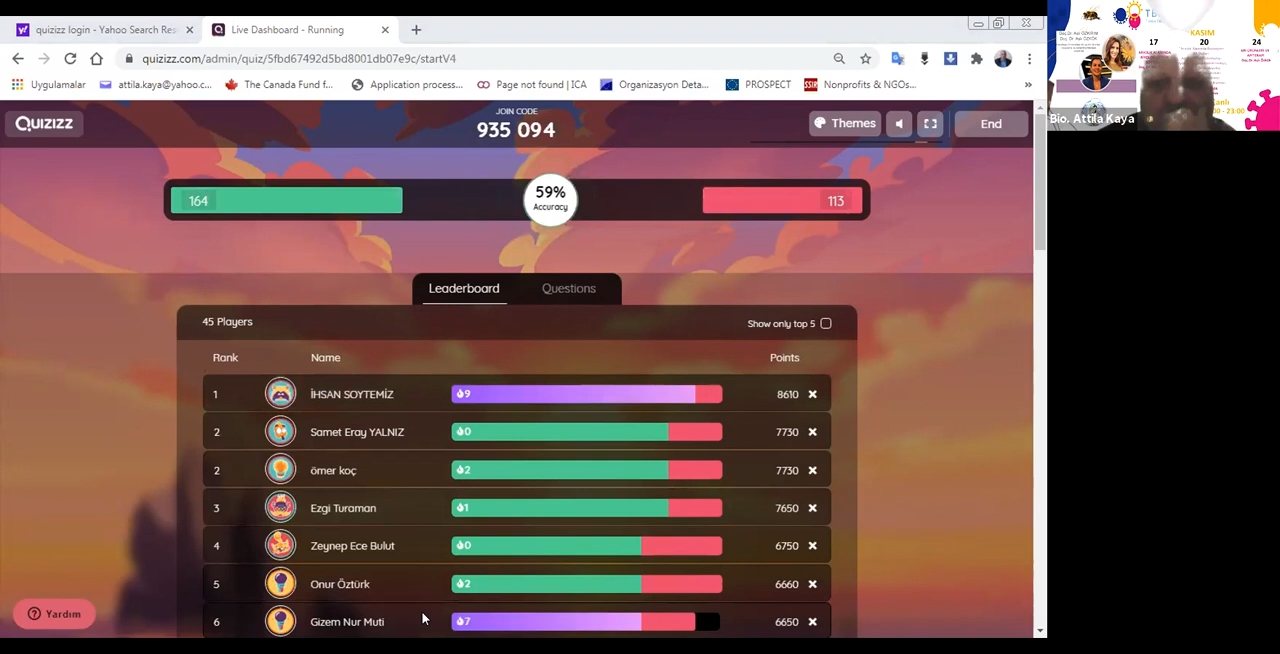 quizizz login - Yahoo Search Res
Live Dashboard - Running
quizizz.com/admin/quiz/5fbd67492d5bd8001db07e9c/startV4
Uygulamalar
attila.kaya@yahoo.c...
The Canada Fund f...
Application process...
Page not found | ICA
Organizasyon Deta...
PROSPECT
Nonprofits & NGOs...
Quizizz
JOIN CODE
935 094
Themes
End
164
59%
Accuracy
113
Leaderboard
Questions
45 Players
Show only top 5
Rank Name Points
1 İHSAN SOYTEMİZ 9 8610
2 Samet Eray YALNIZ 0 7730
2 ömer koç 2 7730
3 Ezgi Turaman 1 7650
4 Zeynep Ece Bulut 0 6750
5 Onur Öztürk 2 6660
6 Gizem Nur Muti 7 6650
Yardım
KASIM
17 20 24
Bio. Attila Kaya